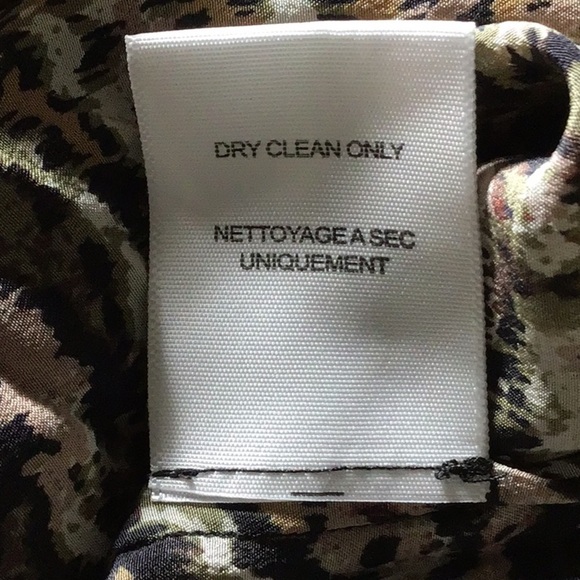 DRY CLEAN ONLY
NETTOYAGE A SEC
UNIQUEMENT